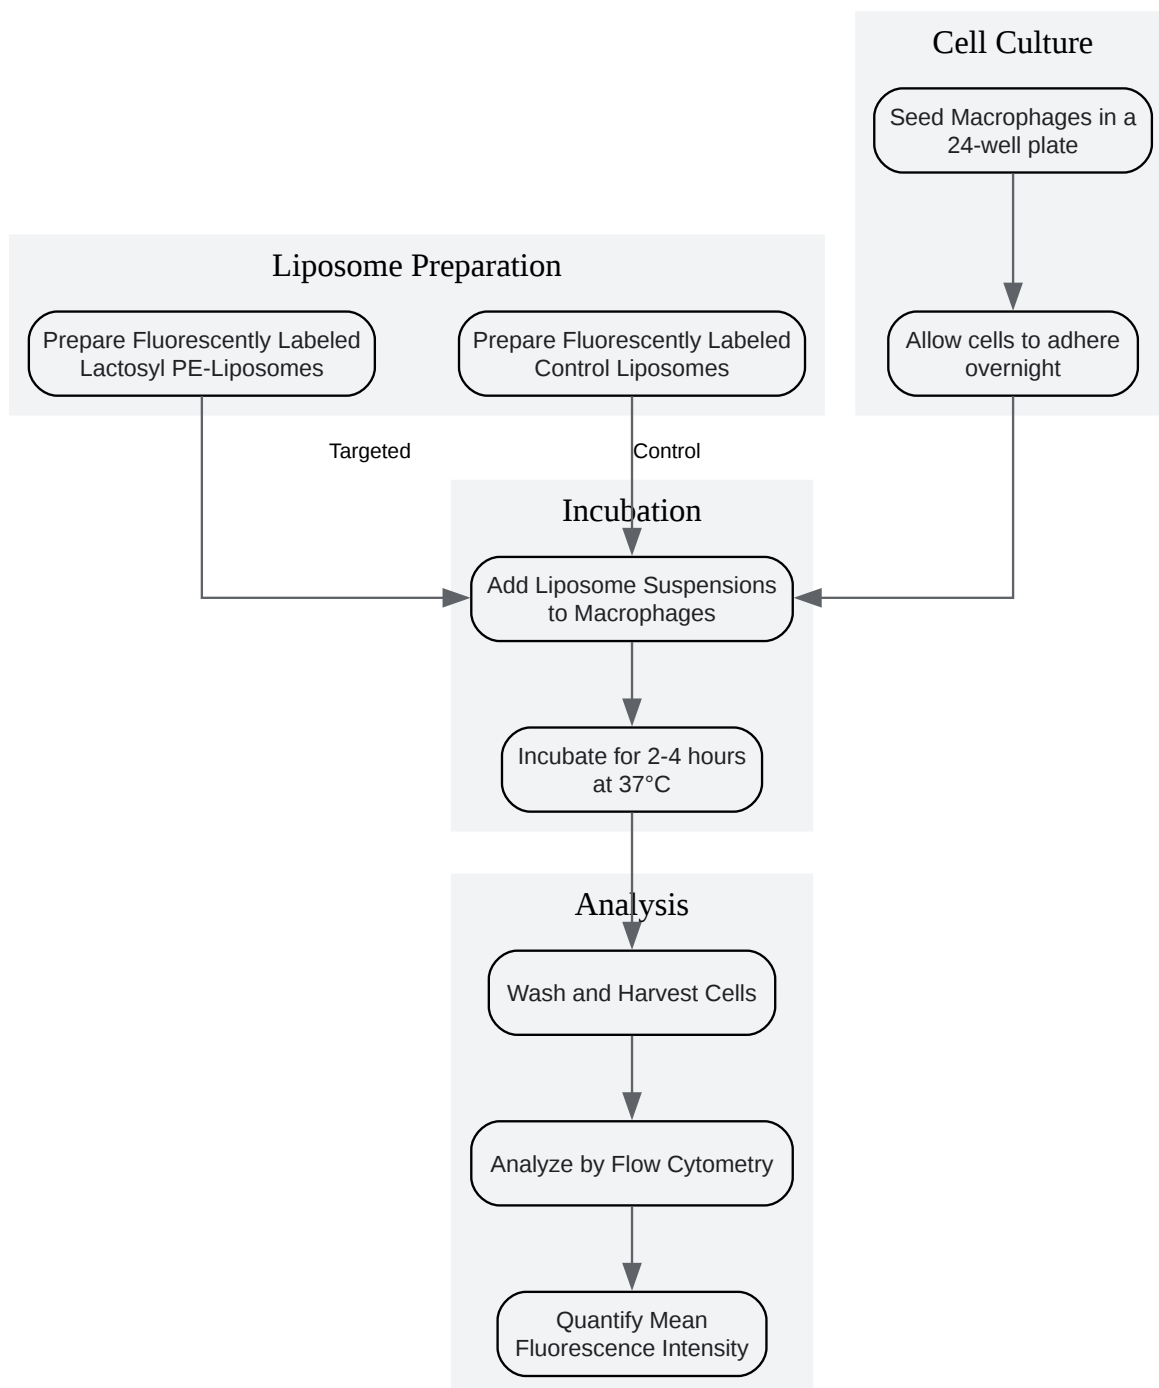 Cell Culture
Seed Macrophages in a
24-well plate
Liposome Preparation
Prepare Fluorescently Labeled
Lactosyl PE-Liposomes
Prepare Fluorescently Labeled
Control Liposomes
Allow cells to adhere
overnight
Targeted
Control
Incubation
Add Liposome Suspensions
to Macrophages
Incubate for 2-4 hours
at 37°C
Analysis
Wash and Harvest Cells
Analyze by Flow Cytometry
Quantify Mean
Fluorescence Intensity